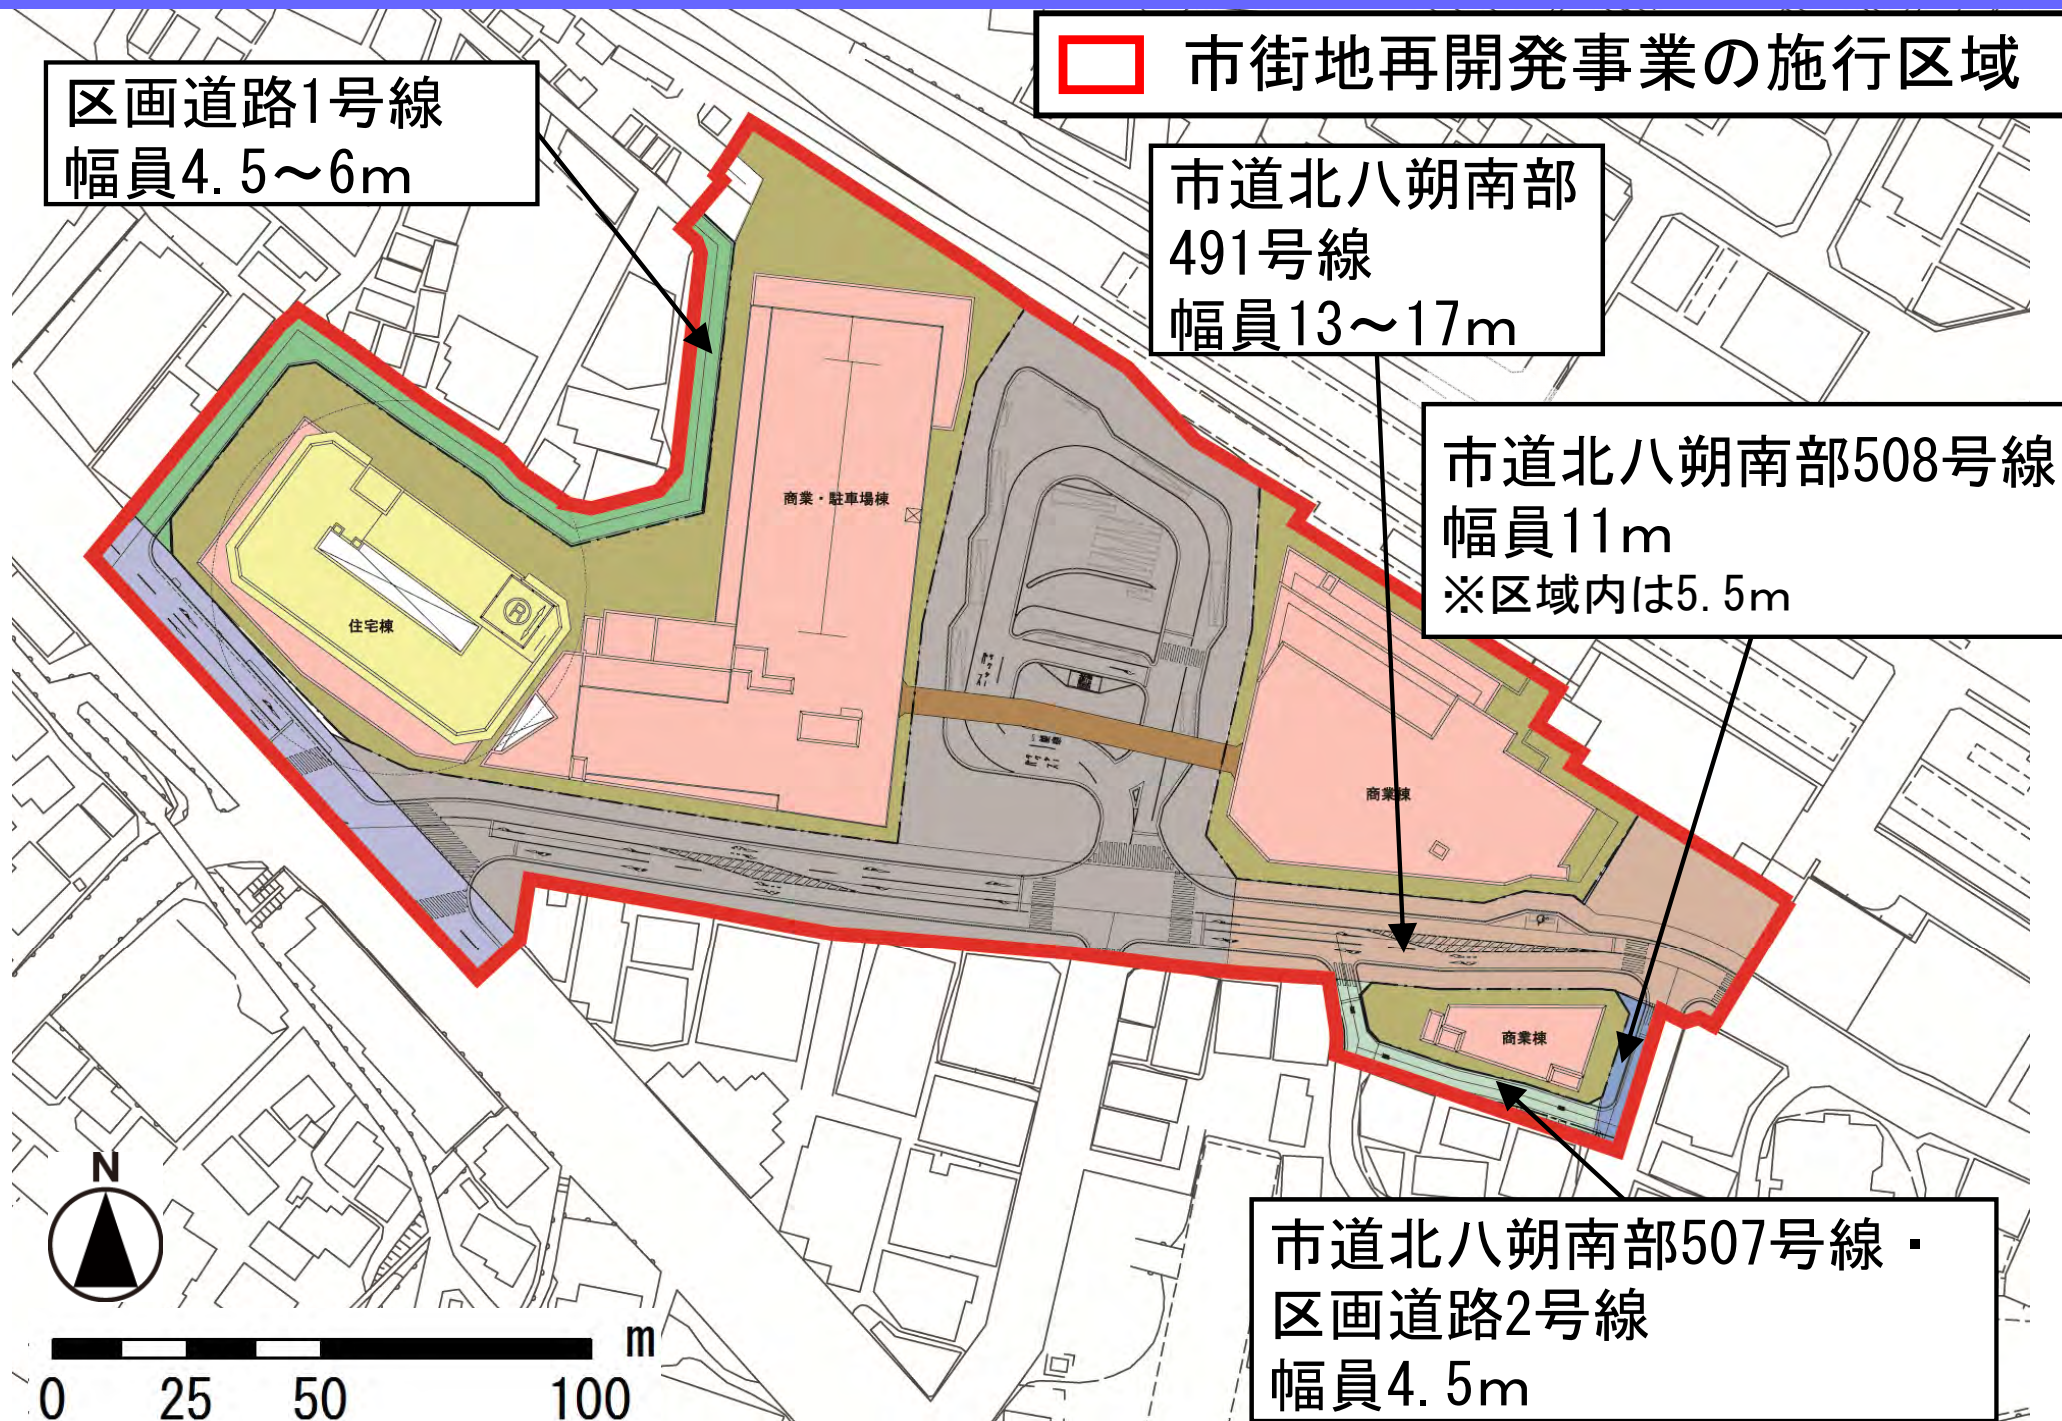 市街地再開発事業の施行区域
区画道路1号線
幅員4.5～6m
市道北八朔南部
491号線
幅員13～17m
市道北八朔南部508号線
幅員11m
※区域内は5.5m
商業・駐車場棟
住宅棟
R
商業棟
商業棟
市道北八朔南部507号線・
区画道路2号線
幅員4.5m
N
m
0 25 50 100